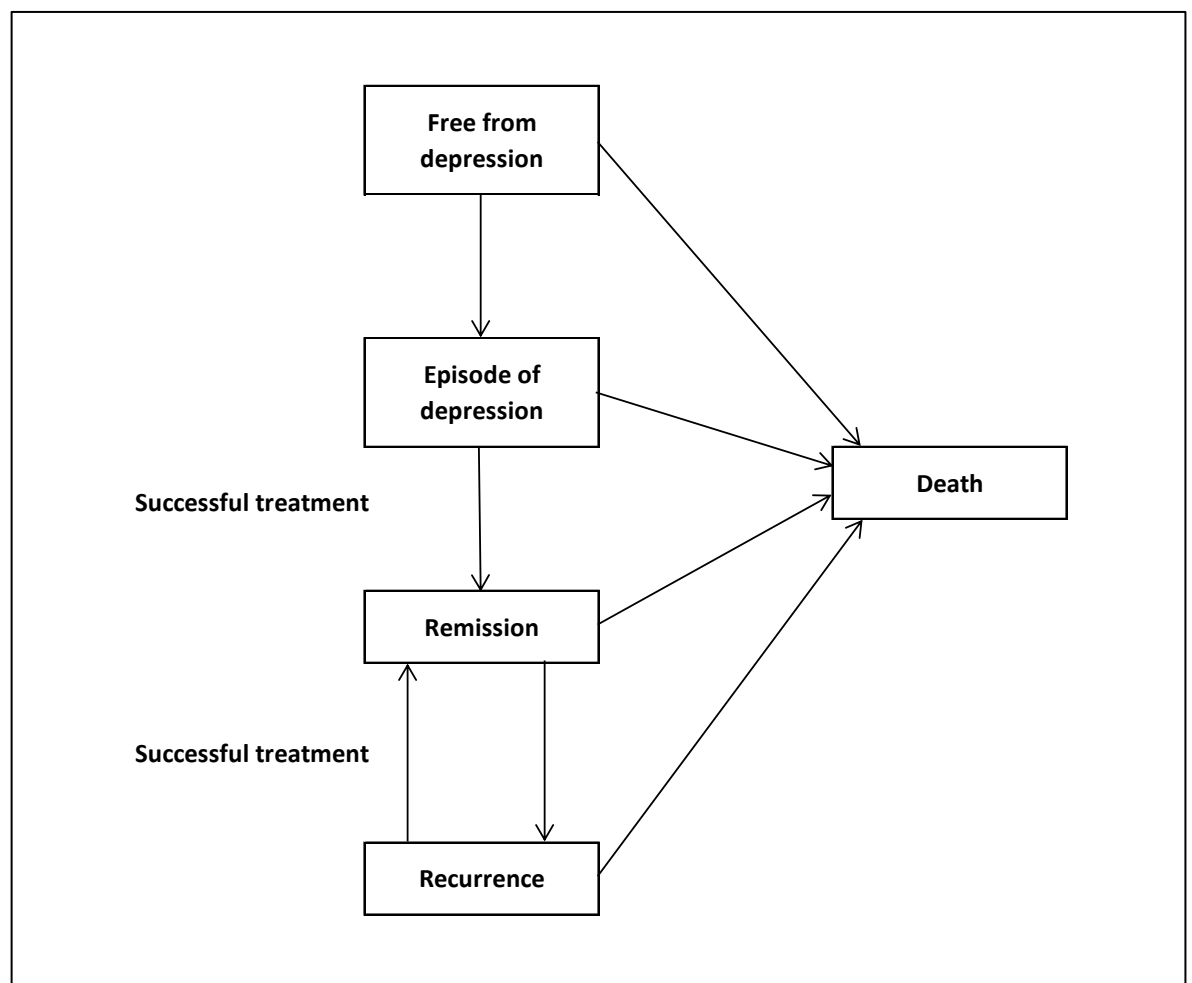 Free from
depression
Episode of
depression
Death
Successful treatment
Remission
Successful treatment
Recurrence